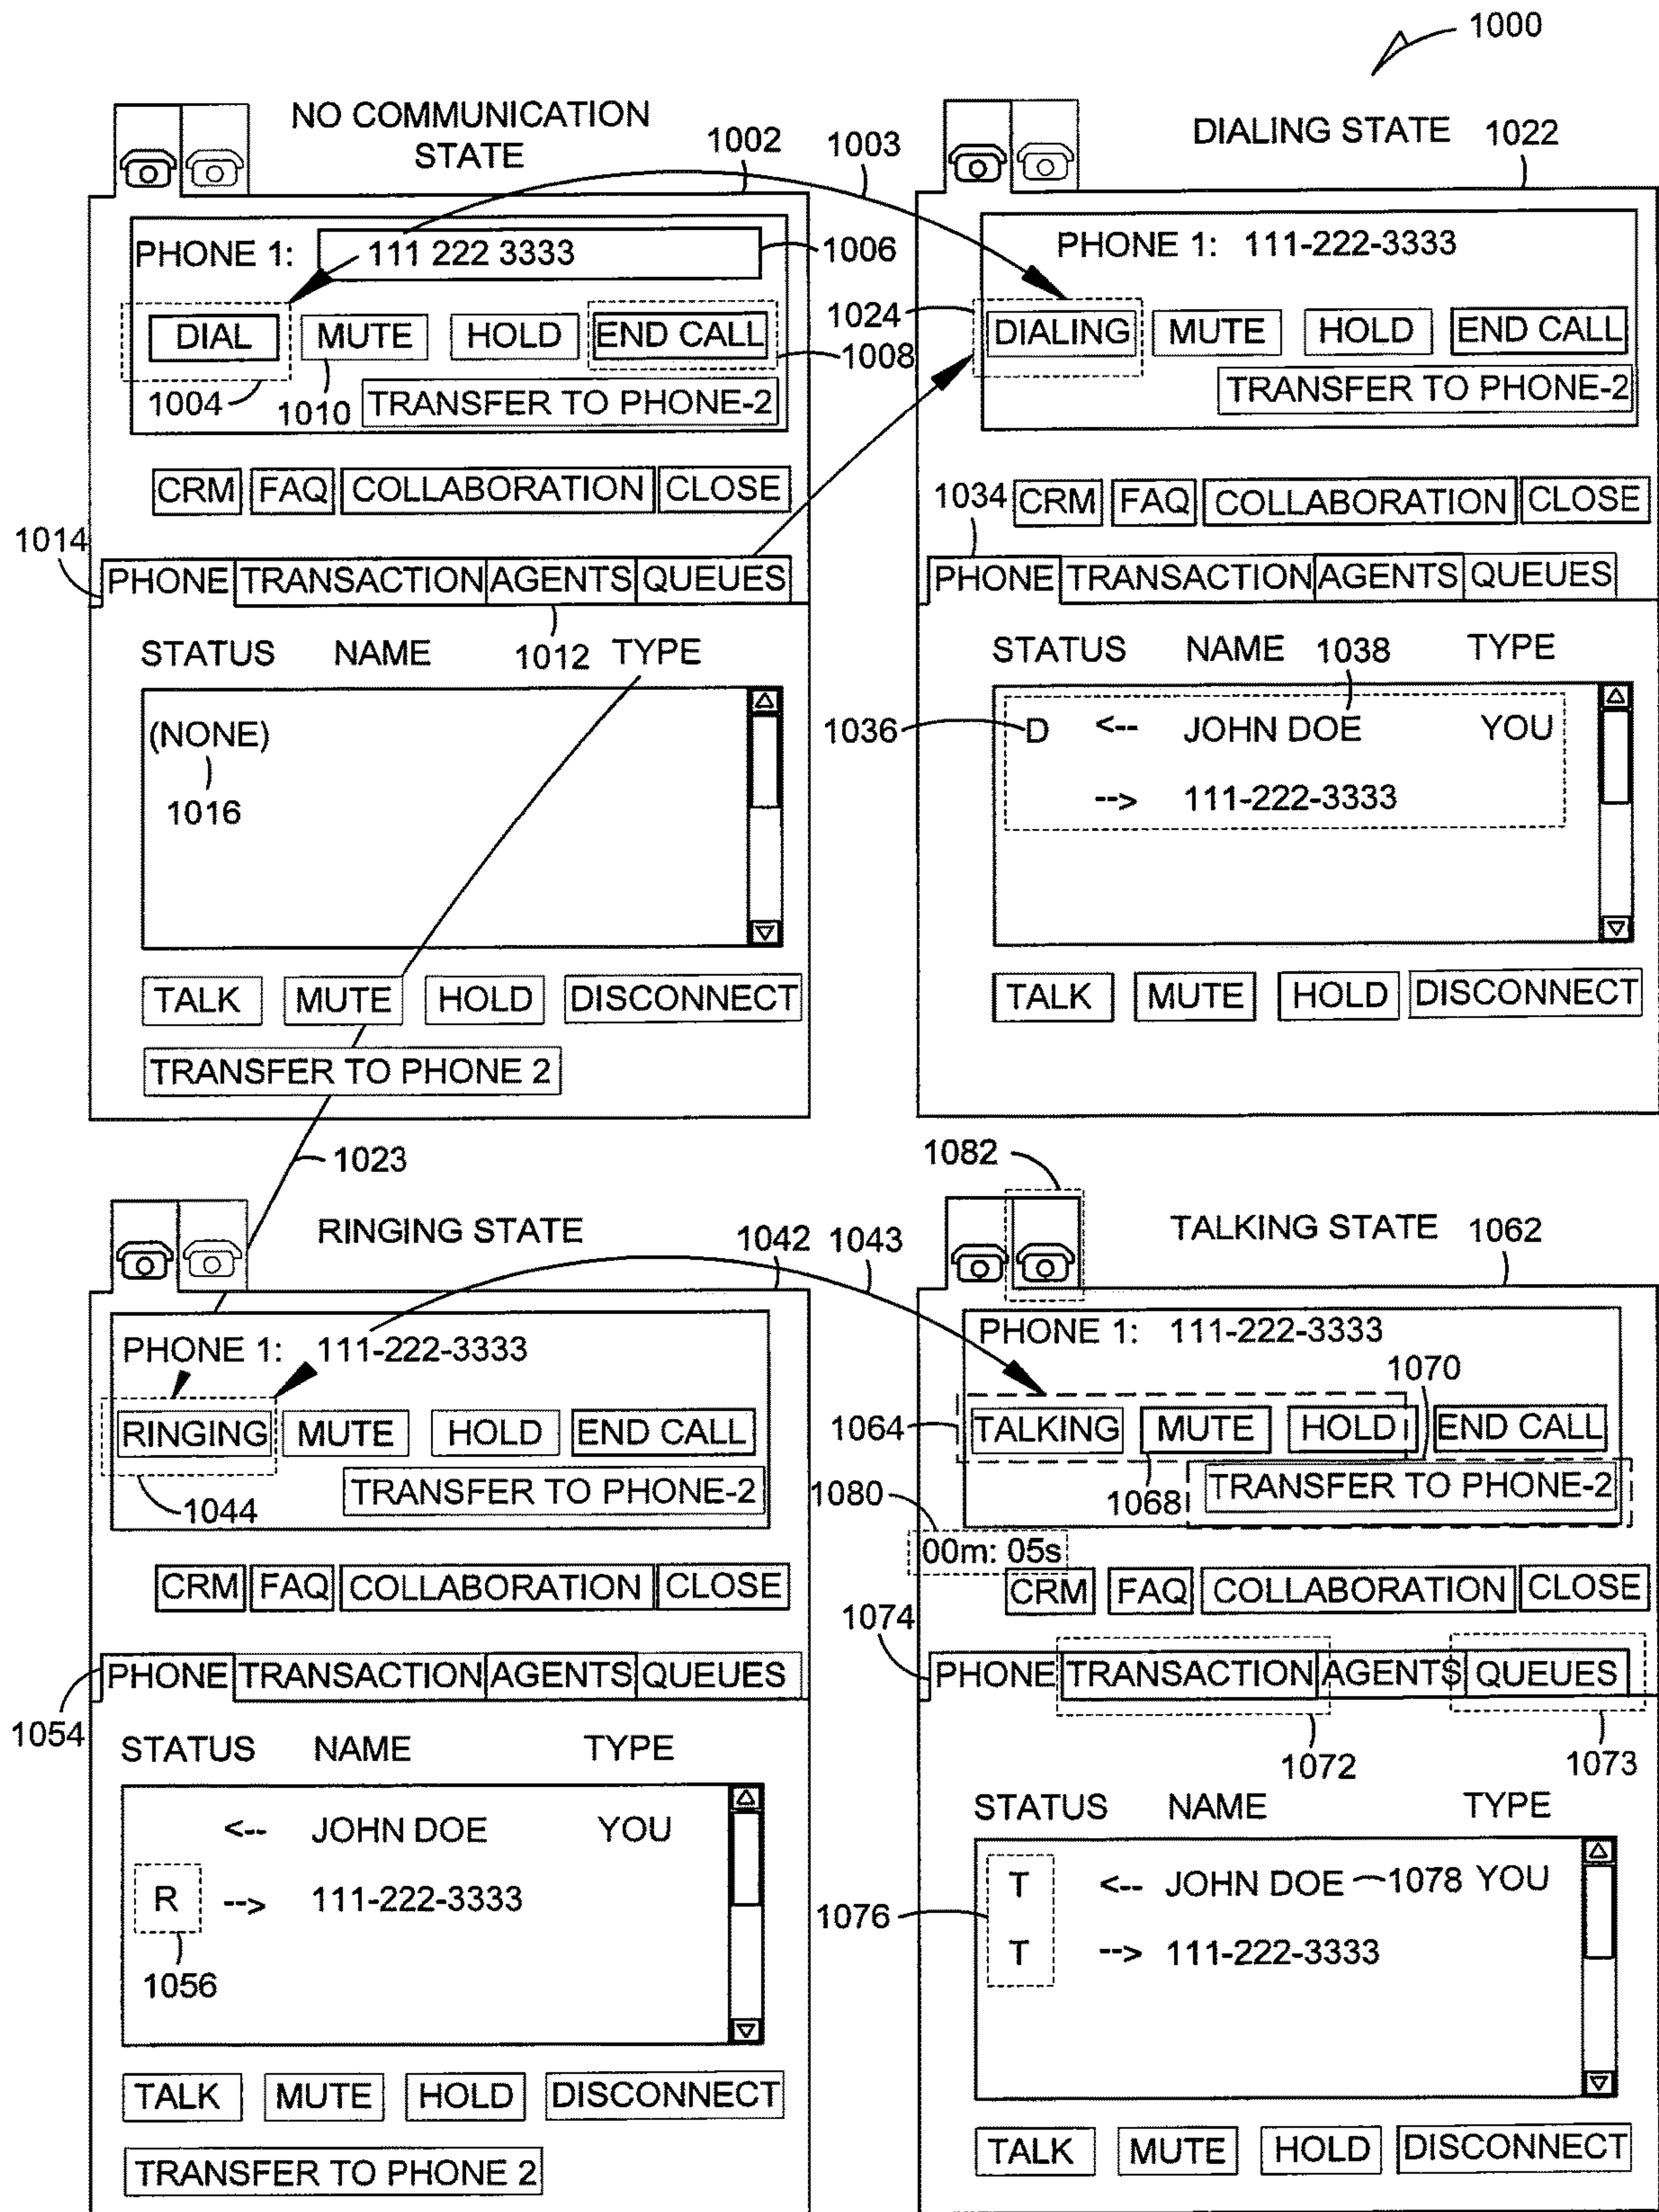 1000
NO COMMUNICATION
STATE
1002
1003
PHONE 1: 111 222 3333
1006
DIAL MUTE HOLD END CALL
1008
1004
1010
TRANSFER TO PHONE-2
CRM FAQ COLLABORATION CLOSE
1014
PHONE TRANSACTION AGENTS QUEUES
STATUS NAME 1012 TYPE
(NONE)
1016
TALK MUTE HOLD DISCONNECT
TRANSFER TO PHONE 2
1023
DIALING STATE
1022
PHONE 1: 111-222-3333
1024
DIALING MUTE HOLD END CALL
TRANSFER TO PHONE-2
1034
CRM FAQ COLLABORATION CLOSE
PHONE TRANSACTION AGENTS QUEUES
STATUS NAME 1038 TYPE
1036
D <-- JOHN DOE YOU
--> 111-222-3333
TALK MUTE HOLD DISCONNECT
RINGING STATE
1042
1043
PHONE 1: 111-222-3333
RINGING MUTE HOLD END CALL
TRANSFER TO PHONE-2
1044
CRM FAQ COLLABORATION CLOSE
PHONE TRANSACTION AGENTS QUEUES
1054
STATUS NAME TYPE
<-- JOHN DOE YOU
R --> 111-222-3333
1056
TALK MUTE HOLD DISCONNECT
TRANSFER TO PHONE 2
1082
TALKING STATE
1062
PHONE 1: 111-222-3333
1070
1064
TALKING MUTE HOLD END CALL
1080
1068
TRANSFER TO PHONE-2
00m: 05s
CRM FAQ COLLABORATION CLOSE
1074
PHONE TRANSACTION AGENTS QUEUES
1072
1073
STATUS NAME TYPE
T <-- JOHN DOE 1078 YOU
1076
T --> 111-222-3333
TALK MUTE HOLD DISCONNECT